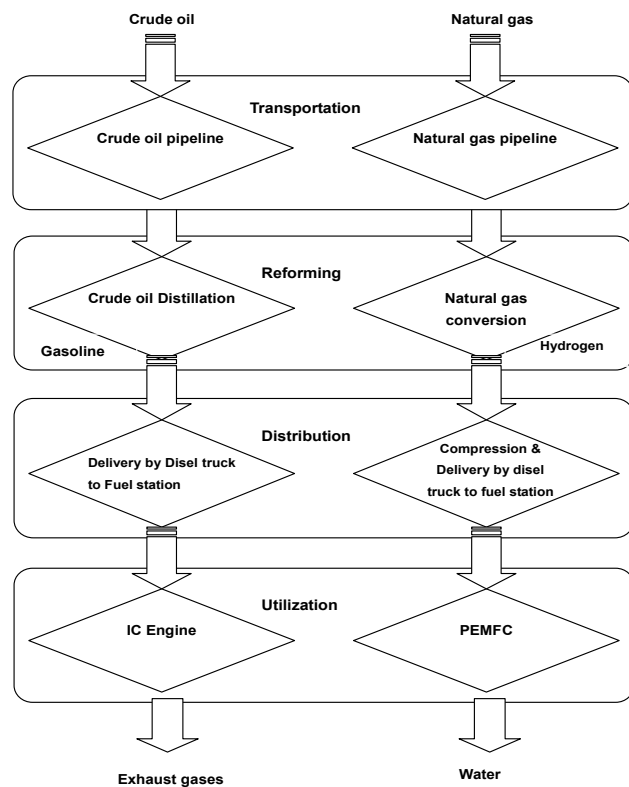 Crude oil
Natural gas
Transportation
Crude oil pipeline
Natural gas pipeline
Reforming
Crude oil Distillation
Natural gas
conversion
Gasoline
Hydrogen
Distribution
Delivery by Disel truck
to Fuel station
Compression &
Delivery by disel
truck to fuel station
Utilization
IC Engine
PEMFC
Exhaust gases
Water